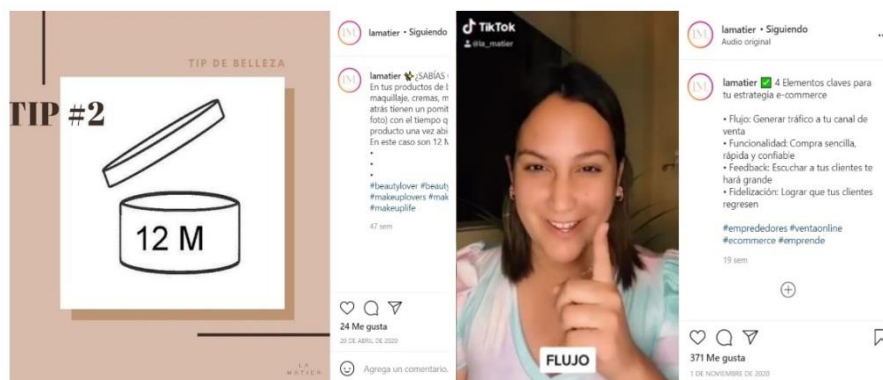 TIP DE BELLEZA
TIP #2
12 M
LA
lamatier • Siguiendo
lamatier ¿SABÍAS
En tus productos de
maquillaje, cremas,
atrás tienen un pomit
foto) con el tiempo q
producto una vez abi
En este caso son 12 M
•
•
•
#beautylover #beauty
#makeuplovers #mak
#makeuplife
47 sem
24 Me gusta
20 DE ABRIL DE 2020
Agrega un comentario.
TikTok
@la_matier
FLUJO
lamatier • Siguiendo
Audio original
lamatier ✅ 4 Elementos claves para
tu estrategia e-commerce
• Flujo: Generar tráfico a tu canal de
venta
• Funcionalidad: Compra sencilla,
rápida y confiable
• Feedback: Escuchar a tus clientes te
hará grande
• Fidelización: Lograr que tus clientes
regresen
#emprededores #ventaonline
#ecommerce #emprende
19 sem
371 Me gusta
1 DE NOVIEMBRE DE 2020